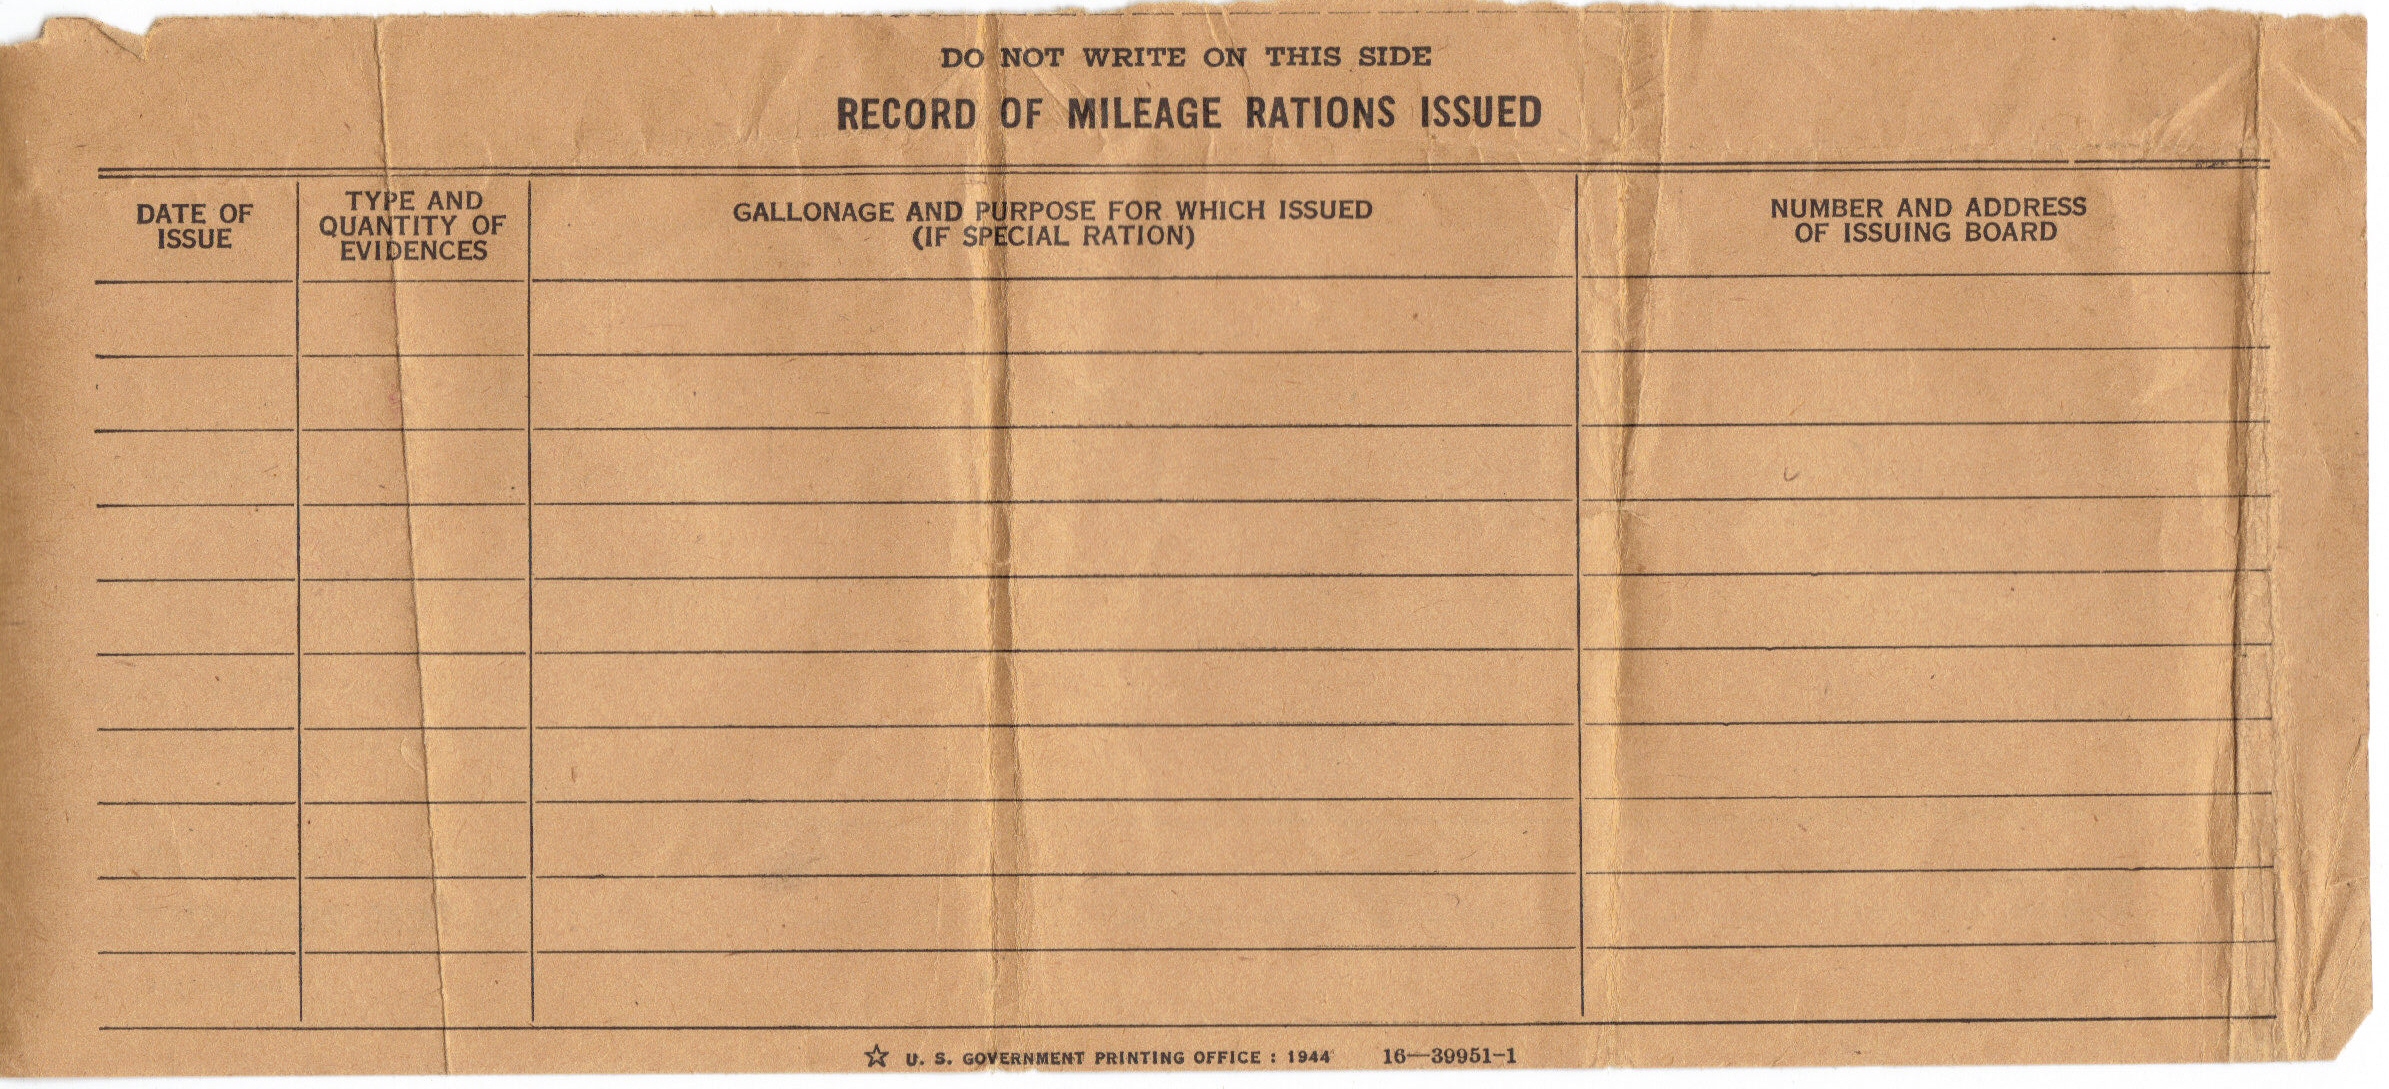 DO NOT WRITE ON THIS SIDE
RECORD OF MILEAGE RATIONS ISSUED
DATE OF
ISSUE
TYPE AND
QUANTITY OF
EVIDENCES
GALLONAGE AND PURPOSE FOR WHICH ISSUED
(IF SPECIAL RATION)
NUMBER AND ADDRESS
OF ISSUING BOARD
☆ U. S. GOVERNMENT PRINTING OFFICE : 1944 16—39951-1